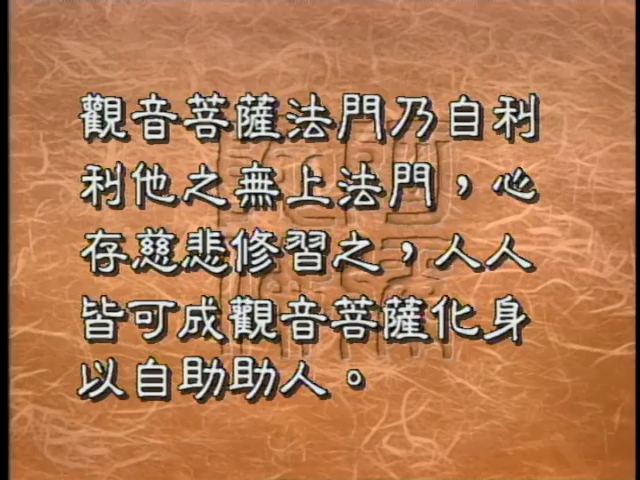 觀音菩薩法門乃自利
利他之無上法門，心
存慈悲修習之，人人
皆可成觀音菩薩化身
以自助助人。